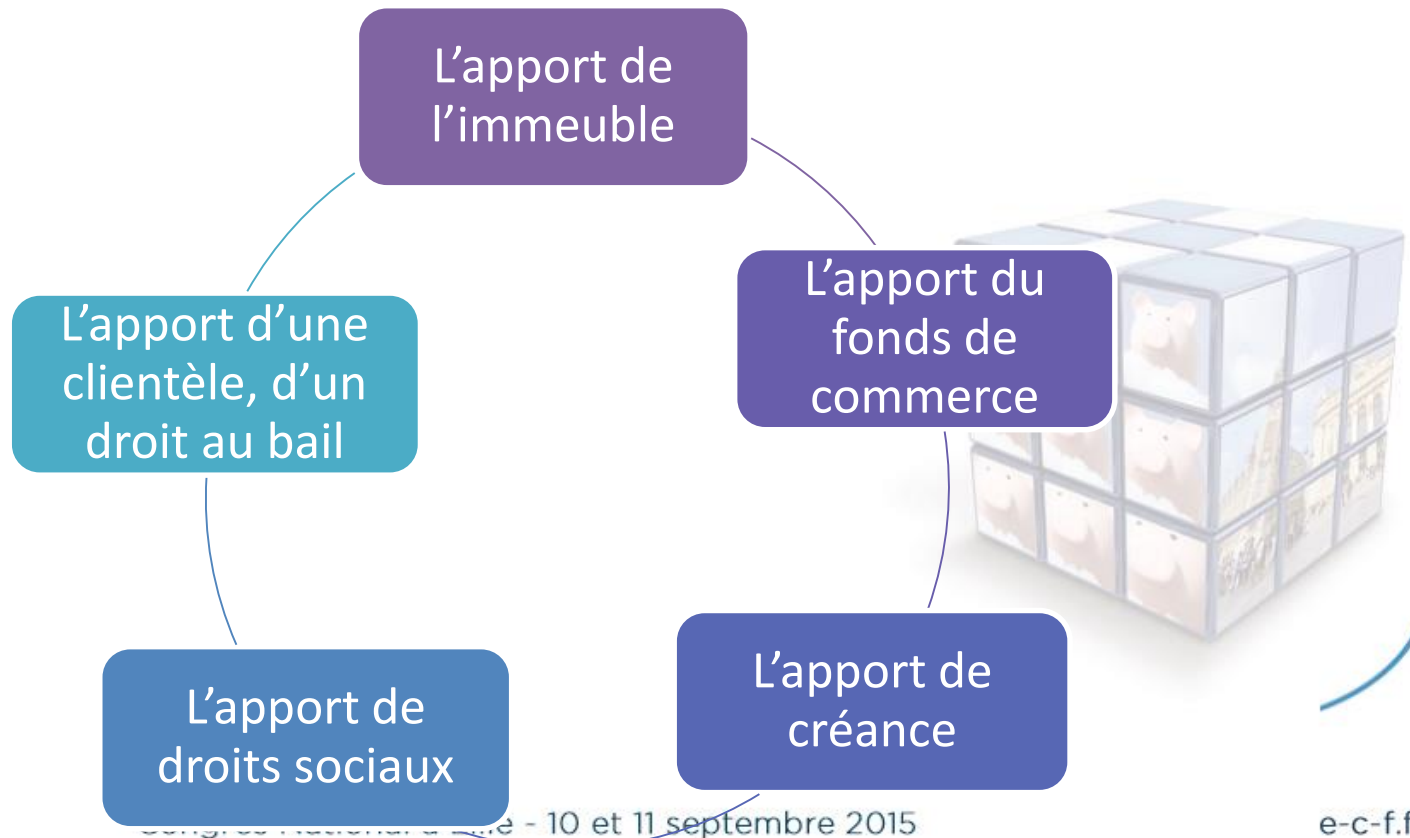 L’apport de
l’immeuble
L’apport du
fonds de
commerce
L’apport de
créance
L’apport de
droits sociaux
L’apport d’une
clientèle, d’un
droit au bail
- 10 et 11 septembre 2015
e-c-f.f